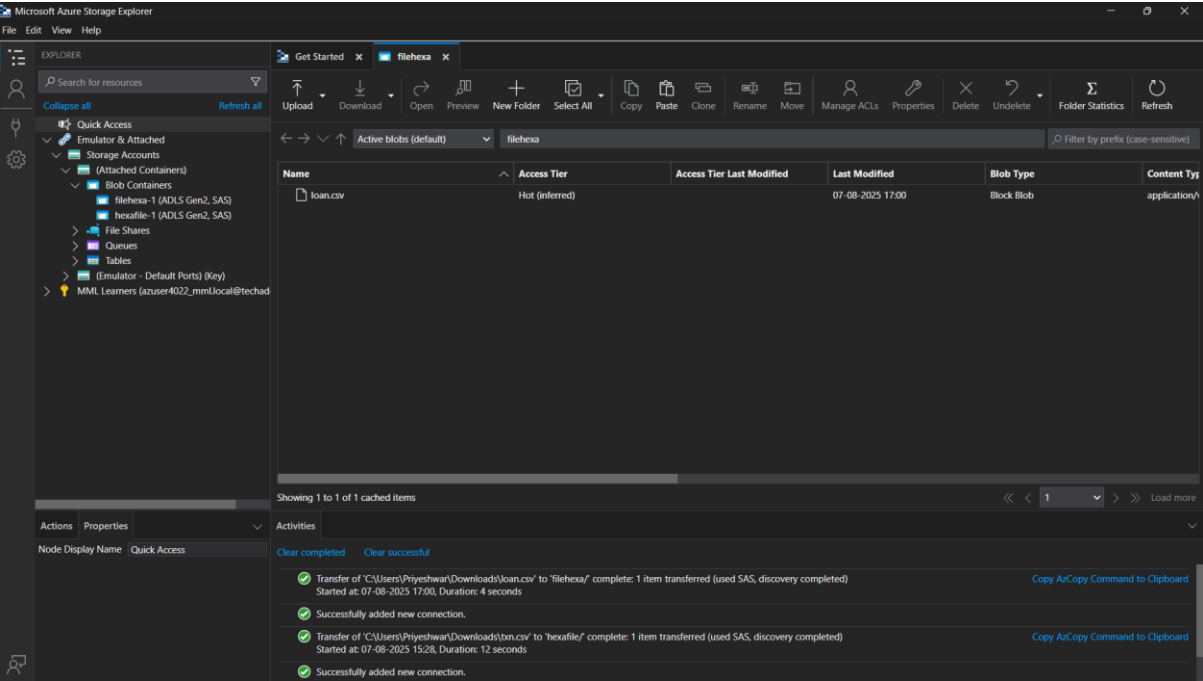 Microsoft Azure Storage Explorer
File Edit View Help
EXPLORER
Search for resources
Collapse all Refresh all
Quick Access
Emulator & Attached
Storage Accounts
(Attached Containers)
Blob Containers
filehexa-1 (ADLS Gen2, SAS)
hexafile-1 (ADLS Gen2, SAS)
File Shares
Queues
Tables
(Emulator - Default Ports) (Key)
MML Learners (azuser4022_mml.local@techad
Actions Properties
Node Display Name Quick Access
Get Started filehexa
Upload Download Open Preview New Folder Select All Copy Paste Clone Rename Move Manage ACLs Properties Delete Undelete Folder Statistics Refresh
Active blobs (default) filehexa Filter by prefix (case-sensitive)
Name Access Tier Access Tier Last Modified Last Modified Blob Type Content Typ
loan.csv Hot (inferred) 07-08-2025 17:00 Block Blob application/v
Showing 1 to 1 of 1 cached items 1 Load more
Activities
Clear completed Clear successful
Transfer of 'C:\Users\Priyeshwar\Downloads\loan.csv' to 'filehexa/' complete: 1 item transferred (used SAS, discovery completed) Copy AzCopy Command to Clipboard
Started at: 07-08-2025 17:00, Duration: 4 seconds
Successfully added new connection.
Transfer of 'C:\Users\Priyeshwar\Downloads\txn.csv' to 'hexafile/' complete: 1 item transferred (used SAS, discovery completed) Copy AzCopy Command to Clipboard
Started at: 07-08-2025 15:28, Duration: 12 seconds
Successfully added new connection.